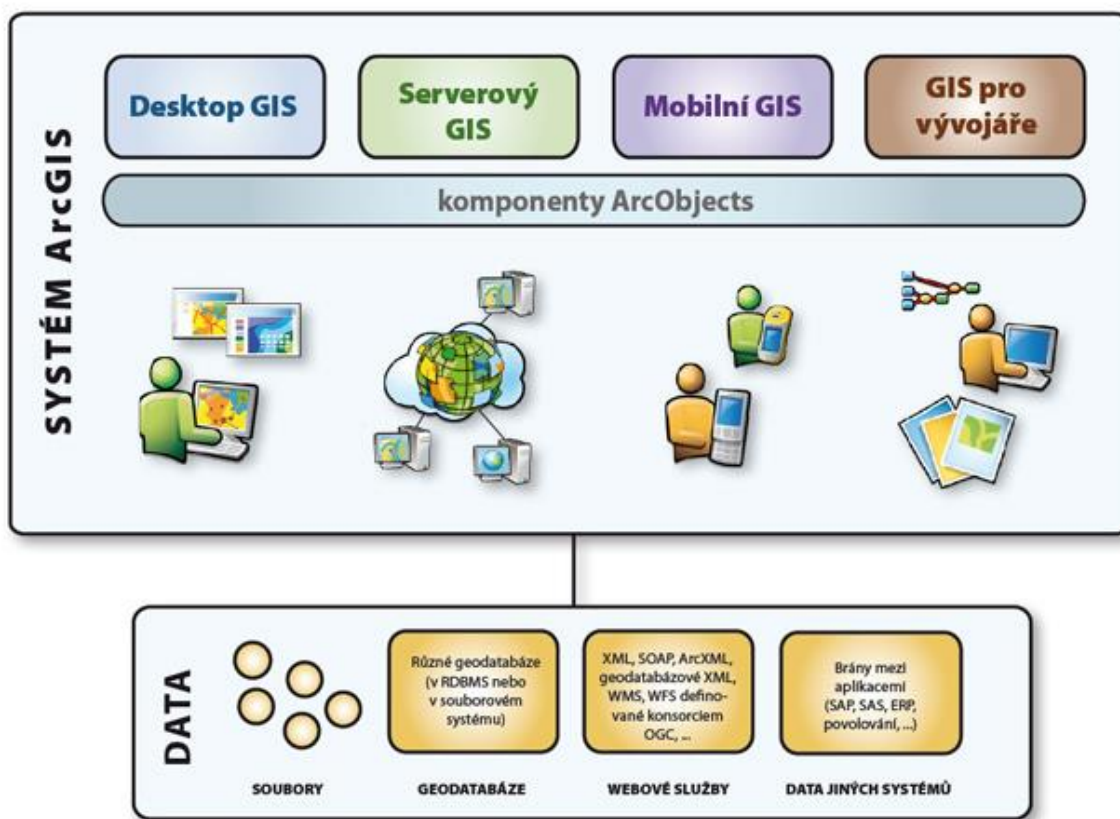 SYSTÉM ArcGIS
Desktop GIS
Serverový
GIS
Mobilní GIS
GIS pro
vývojáře
komponenty ArcObjects
DATA
SOUBORY
Různé geodatabáze
(v RDBMS nebo
v souborovém
systému)
GEODATABÁZE
XML, SOAP, ArcXML,
geodatabázové XML,
WMS, WFS defino-
vané konsorciem
OGC, ...
WEBOVÉ SLUŽBY
Brány mezi
aplikacemi
(SAP, SAS, ERP,
povolování, ...)
DATA JINÝCH SYSTÉMŮ